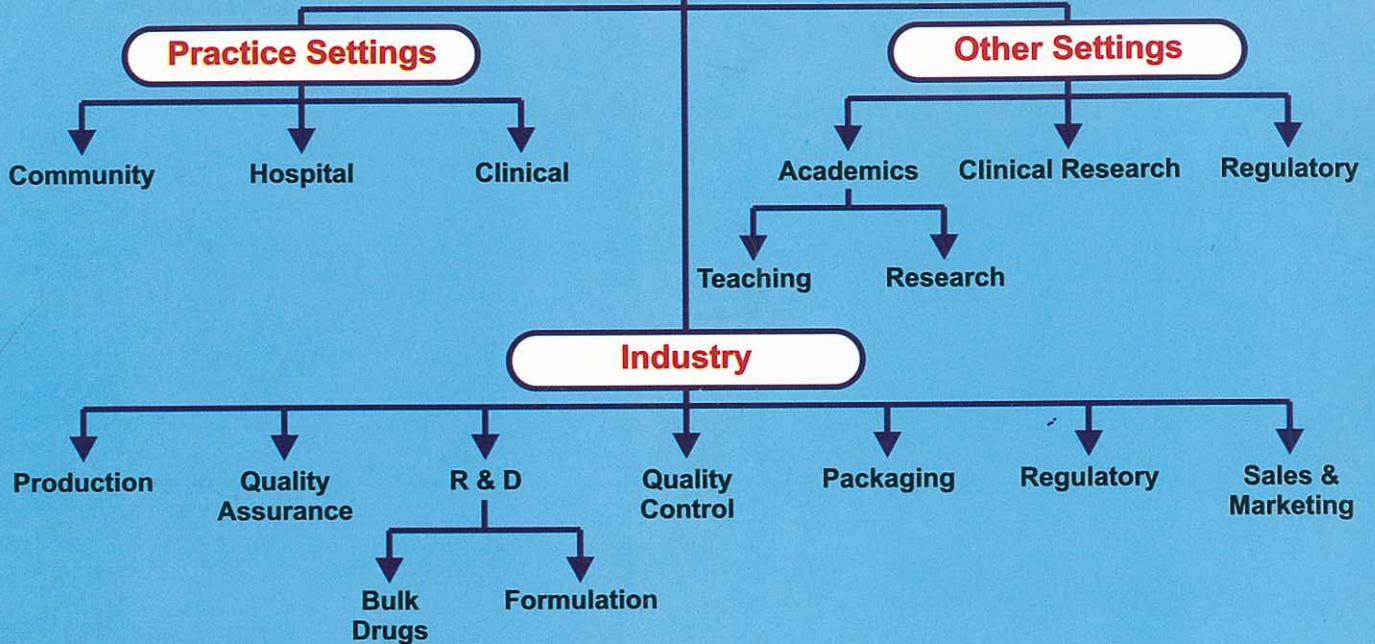 Practice Settings
Other Settings
Community
Hospital
Clinical
Academics
Clinical Research
Regulatory
Teaching
Research
Industry
Production
Quality
Assurance
R & D
Quality
Control
Packaging
Regulatory
Sales &
Marketing
Bulk
Drugs
Formulation